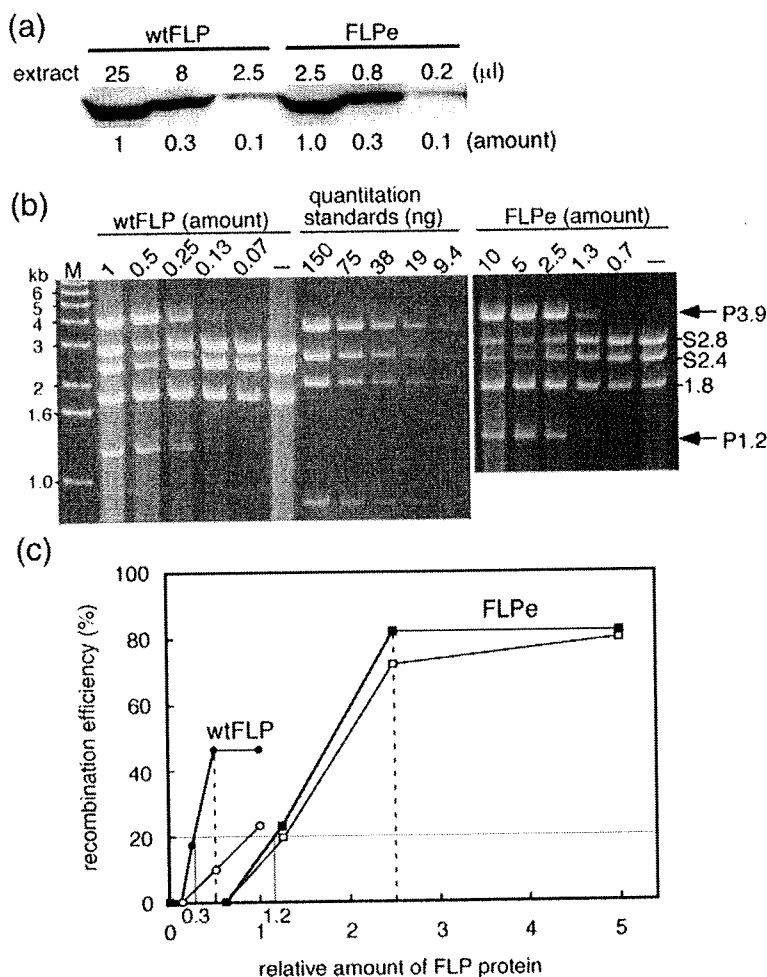 (a)
wtFLP FLPe
extract 25 8 2.5 2.5 0.8 0.2 (μl)
1 0.3 0.1 1.0 0.3 0.1 (amount)
(b)
wtFLP (amount) quantitation standards (ng) FLPe (amount)
kb M 1 0.5 0.25 0.13 0.07 — 150 75 38 19 9.4 10 5 2.5 1.3 0.7 —
6
5
4
3
2
1.6
1.0
P3.9
S2.8
S2.4
1.8
P1.2
(c)
recombination efficiency (%)
100
80
60
40
20
0
FLPe
wtFLP
0.3 1.2
0 1 2 3 4 5
relative amount of FLP protein